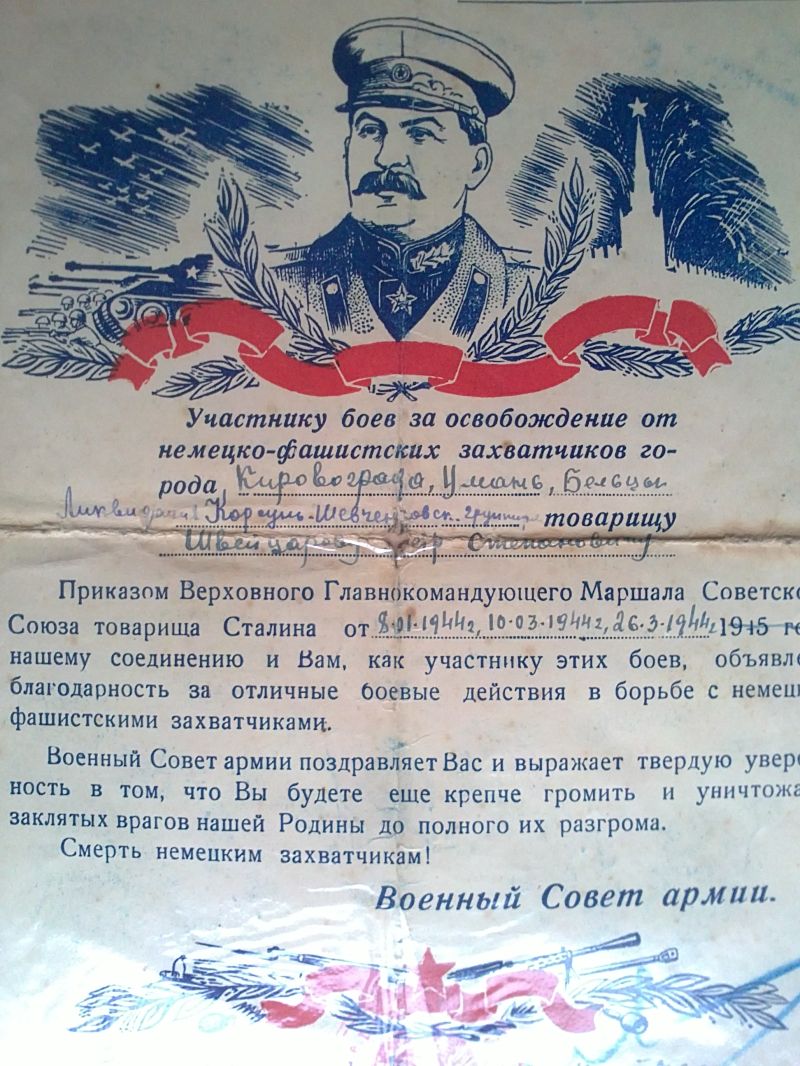 Участнику боев за освобождение от
немецко-фашистских захватчиков го-
рода, Кировограда, Умань, Бельцы
Корсунь-Шевченковск. товарищу
Степановичу
Приказом Верховного Главнокомандующего Маршала Советско
Союза товарища Сталина от 8.01.1944г, 10.03.1944г, 26.3.1944г 1945 го
нашему соединению и Вам, как участнику этих боев, объявле
благодарность за отличные боевые действия в борьбе с немец
фашистскими захватчиками.
Военный Совет армии поздравляет Вас и выражает твердую увере
ность в том, что Вы будете еще крепче громить и уничтожа
заклятых врагов нашей Родины до полного их разгрома.
Смерть немецким захватчикам!
Военный Совет армии.